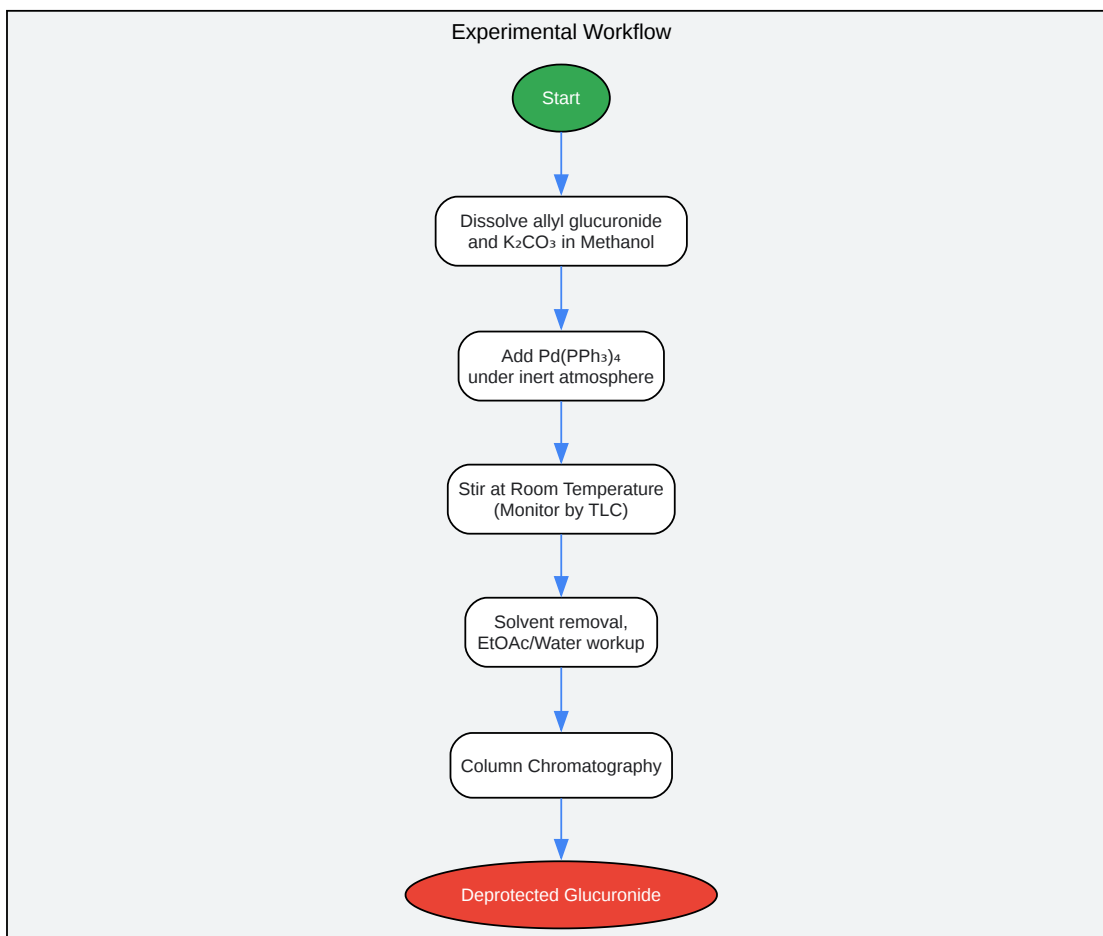 Experimental Workflow
Start
Dissolve allyl glucuronide
and K₂CO₃ in Methanol
Add Pd(PPh₃)₄
under inert atmosphere
Stir at Room Temperature
(Monitor by TLC)
Solvent removal,
EtOAc/Water workup
Column Chromatography
Deprotected Glucuronide